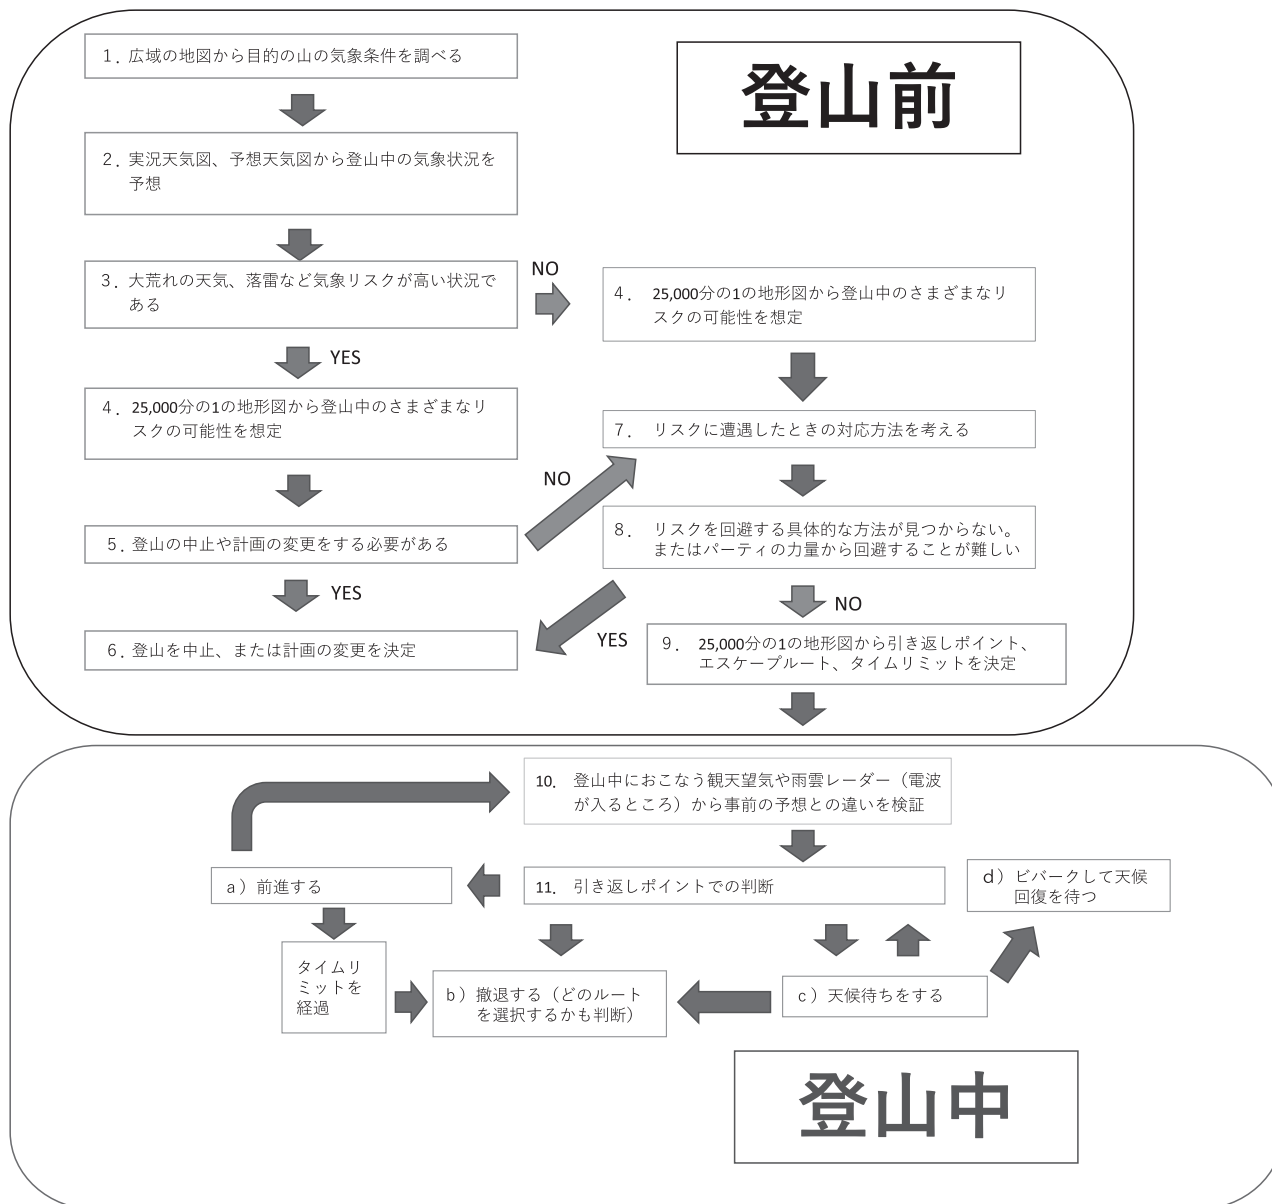 登山前
1. 広域の地図から目的の山の気象条件を調べる
2. 実況天気図、予想天気図から登山中の気象状況を
予想
3. 大荒れの天気、落雷など気象リスクが高い状況で
ある
NO
4. 25,000分の1の地形図から登山中のさまざまなリ
スクの可能性を想定
YES
4. 25,000分の1の地形図から登山中のさまざまなリ
スクの可能性を想定
7. リスクに遭遇したときの対応方法を考える
NO
5. 登山の中止や計画の変更をする必要がある
8. リスクを回避する具体的な方法が見つからない。
またはパーティの力量から回避することが難しい
YES
NO
YES
6. 登山を中止、または計画の変更を決定
9. 25,000分の1の地形図から引き返しポイント、
エスケープルート、タイムリミットを決定
10. 登山中におこなう観天望気や雨雲レーダー（電波
が入るところ）から事前の予想との違いを検証
a）前進する
11. 引き返しポイントでの判断
d）ビバークして天候
回復を待つ
タイムリ
ミットを
経過
b）撤退する（どのルート
を選択するかも判断）
c）天候待ちをする
登山中